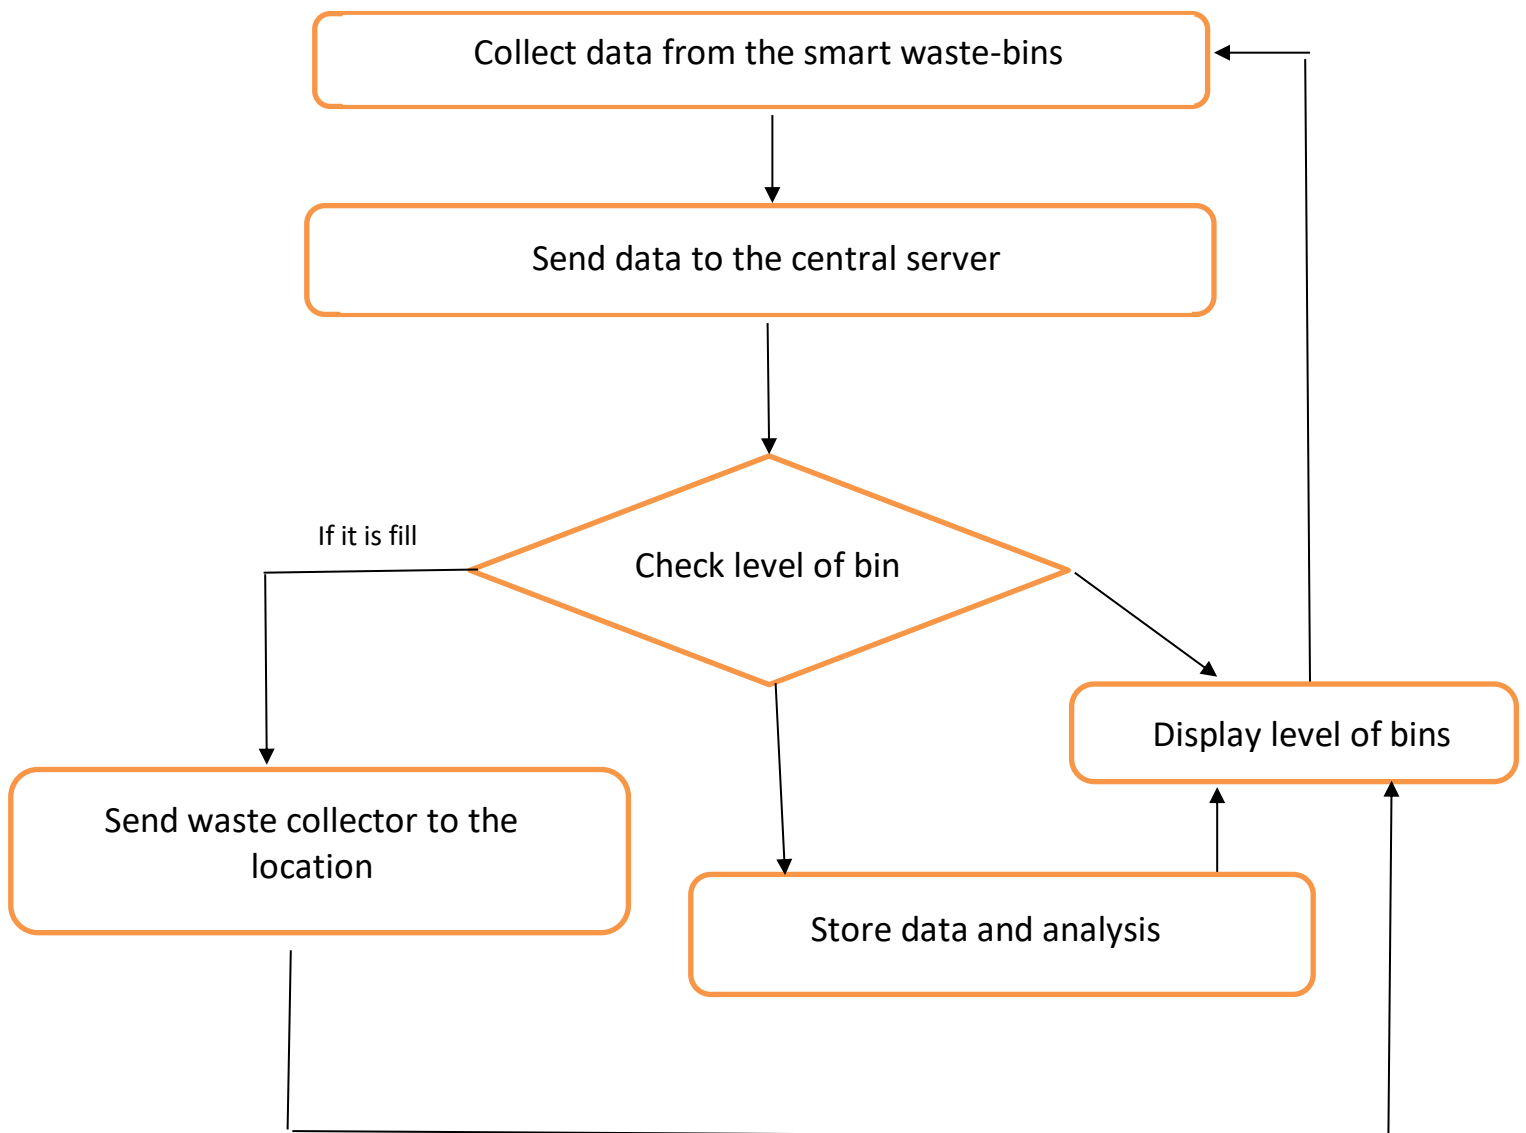 Collect data from the smart waste-bins
Send data to the central server
If it is fill
Check level of bin
Display level of bins
Send waste collector to the
location
Store data and analysis